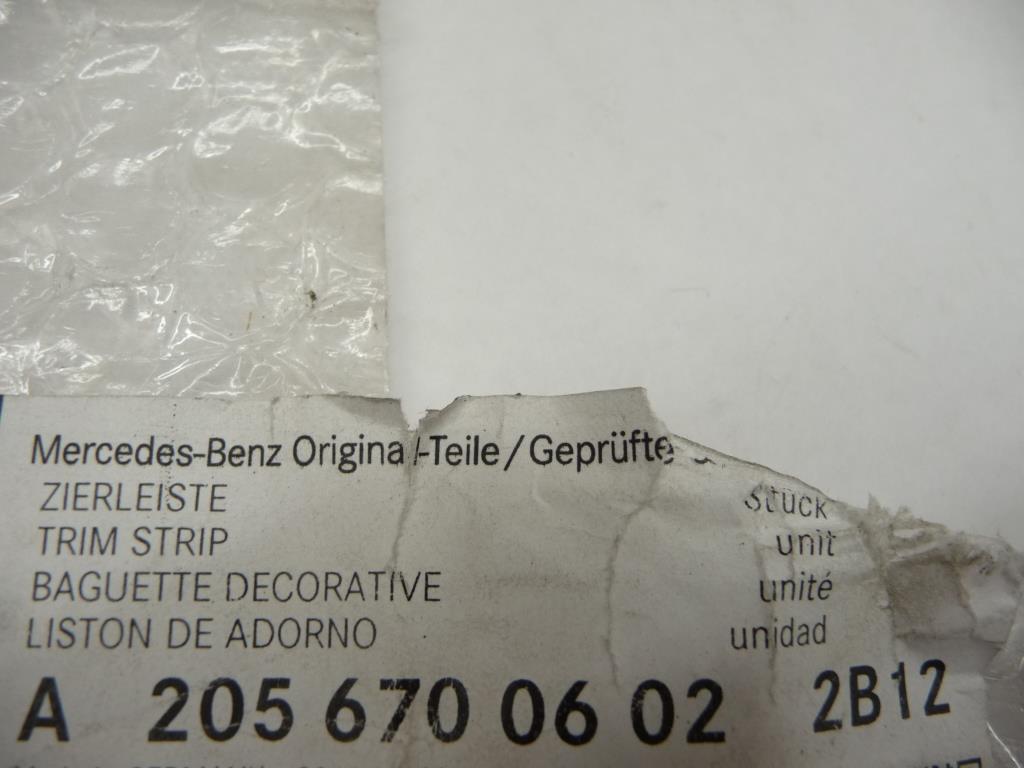 Mercedes-Benz Original-Teile/Geprüfte
ZIERLEISTE Stück
TRIM STRIP unit
BAGUETTE DECORATIVE unité
LISTON DE ADORNO unidad
A 205 670 06 02 2B12